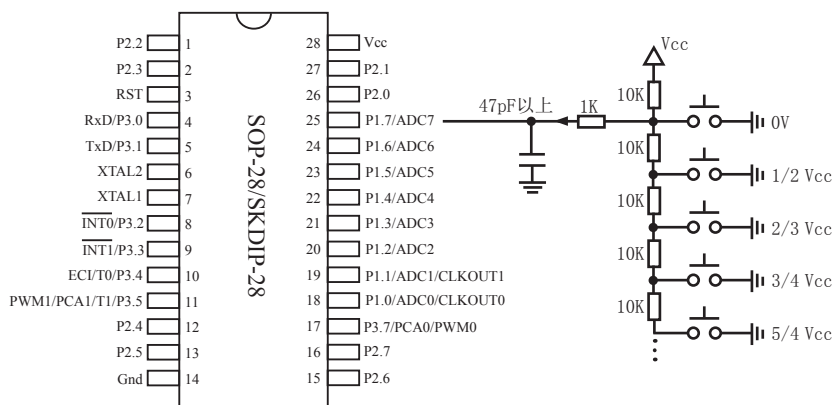 P2.2 1
P2.3 2
RST 3
RxD/P3.0 4
TxD/P3.1 5
XTAL2 6
XTAL1 7
INT0/P3.2 8
INT1/P3.3 9
ECI/T0/P3.4 10
PWM1/PCA1/T1/P3.5 11
P2.4 12
P2.5 13
Gnd 14
SOP-28/SKDIP-28
28 Vcc
27 P2.1
26 P2.0
25 P1.7/ADC7
24 P1.6/ADC6
23 P1.5/ADC5
22 P1.4/ADC4
21 P1.3/ADC3
20 P1.2/ADC2
19 P1.1/ADC1/CLKOUT1
18 P1.0/ADC0/CLKOUT0
17 P3.7/PCA0/PWM0
16 P2.7
15 P2.6
47pF以上
1K
Vcc
10K
0V
10K
1/2 Vcc
10K
2/3 Vcc
10K
3/4 Vcc
10K
5/4 Vcc